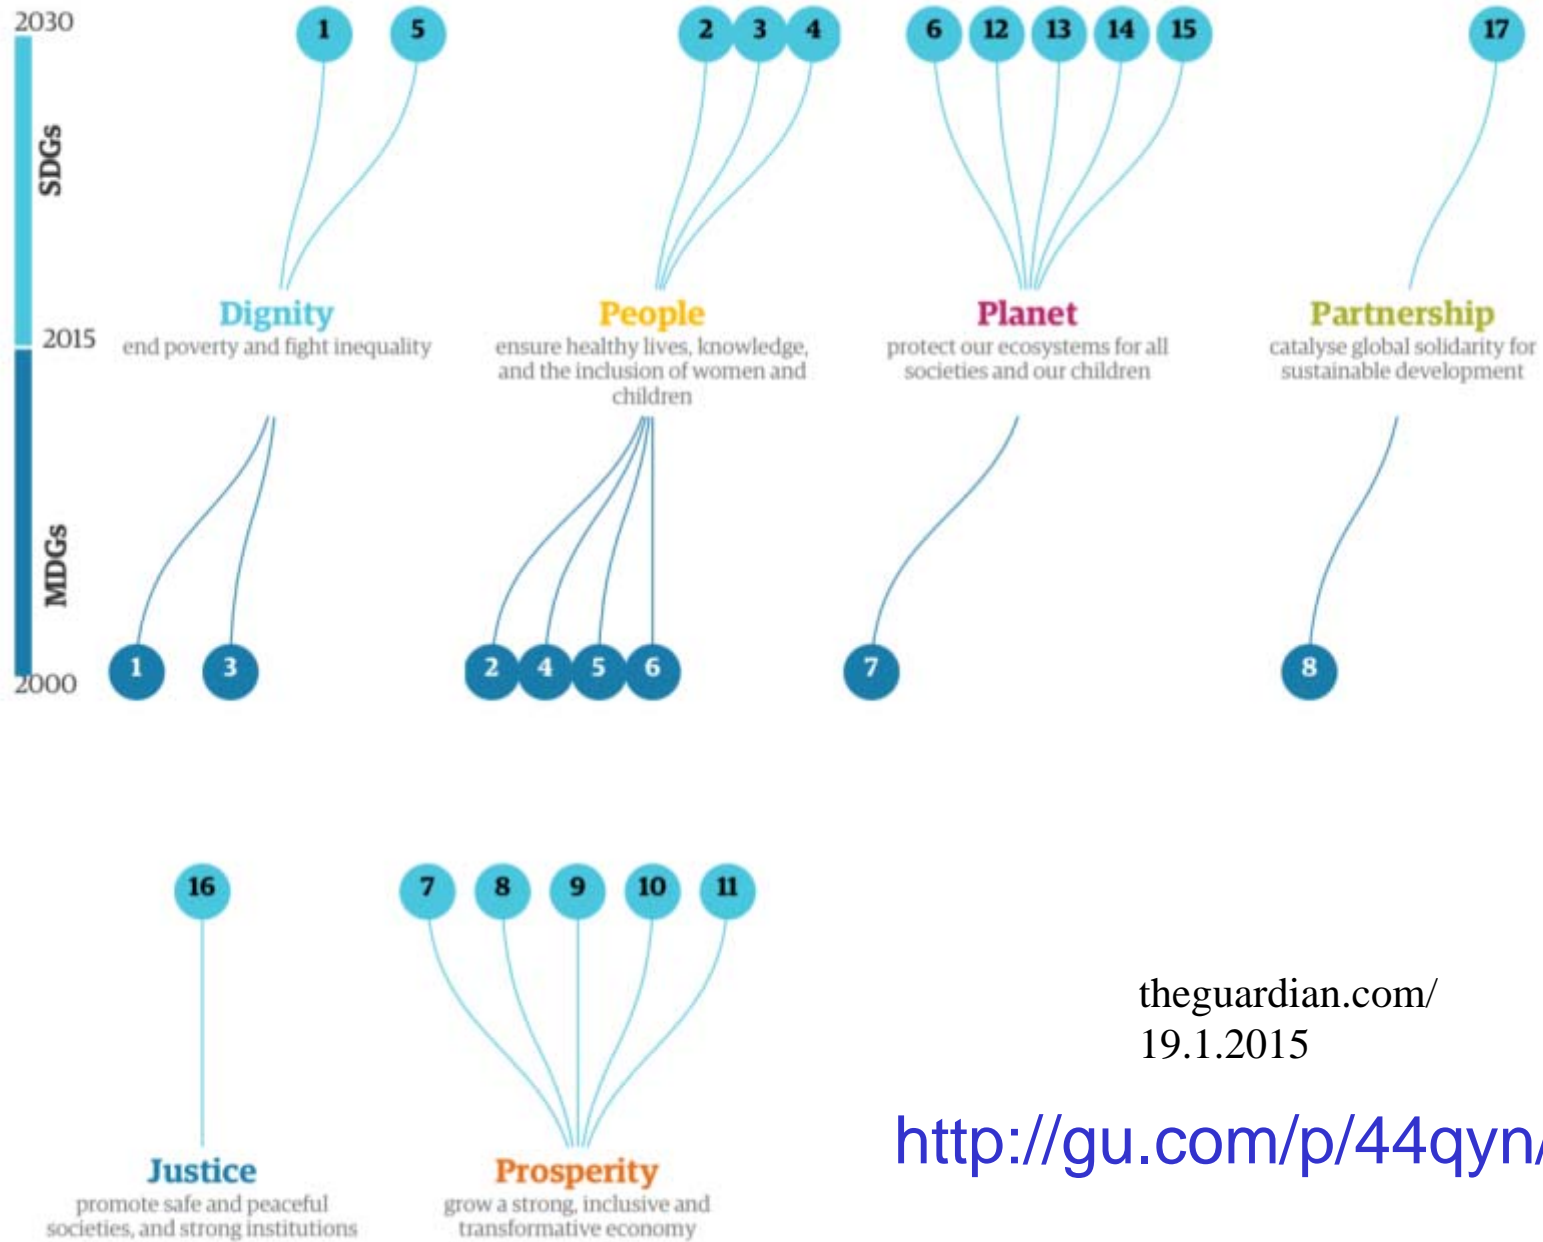 2030
1 5 2 3 4 6 12 13 14 15 17
SDGs
2015
Dignity
end poverty and fight inequality
People
ensure healthy lives, knowledge,
and the inclusion of women and
children
Planet
protect our ecosystems for all
societies and our children
Partnership
catalyse global solidarity for
sustainable development
MDGs
2000
1 3 2 4 5 6 7 8
16 7 8 9 10 11
Justice
promote safe and peaceful
societies, and strong institutions
Prosperity
grow a strong, inclusive and
transformative economy
theguardian.com/
19.1.2015
http://gu.com/p/44qyn/